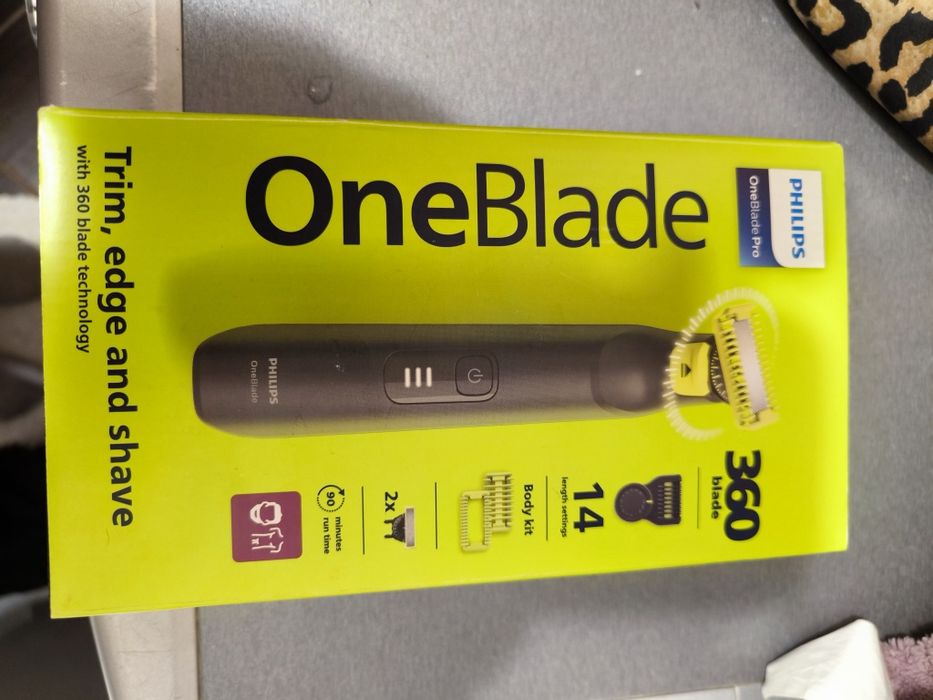 PHILIPS
OneBlade Pro
OneBlade
360
blade
14
length settings
Body kit
2x
90 minutes
run time
PHILIPS
OneBlade
Trim, edge and shave
with 360 blade technology